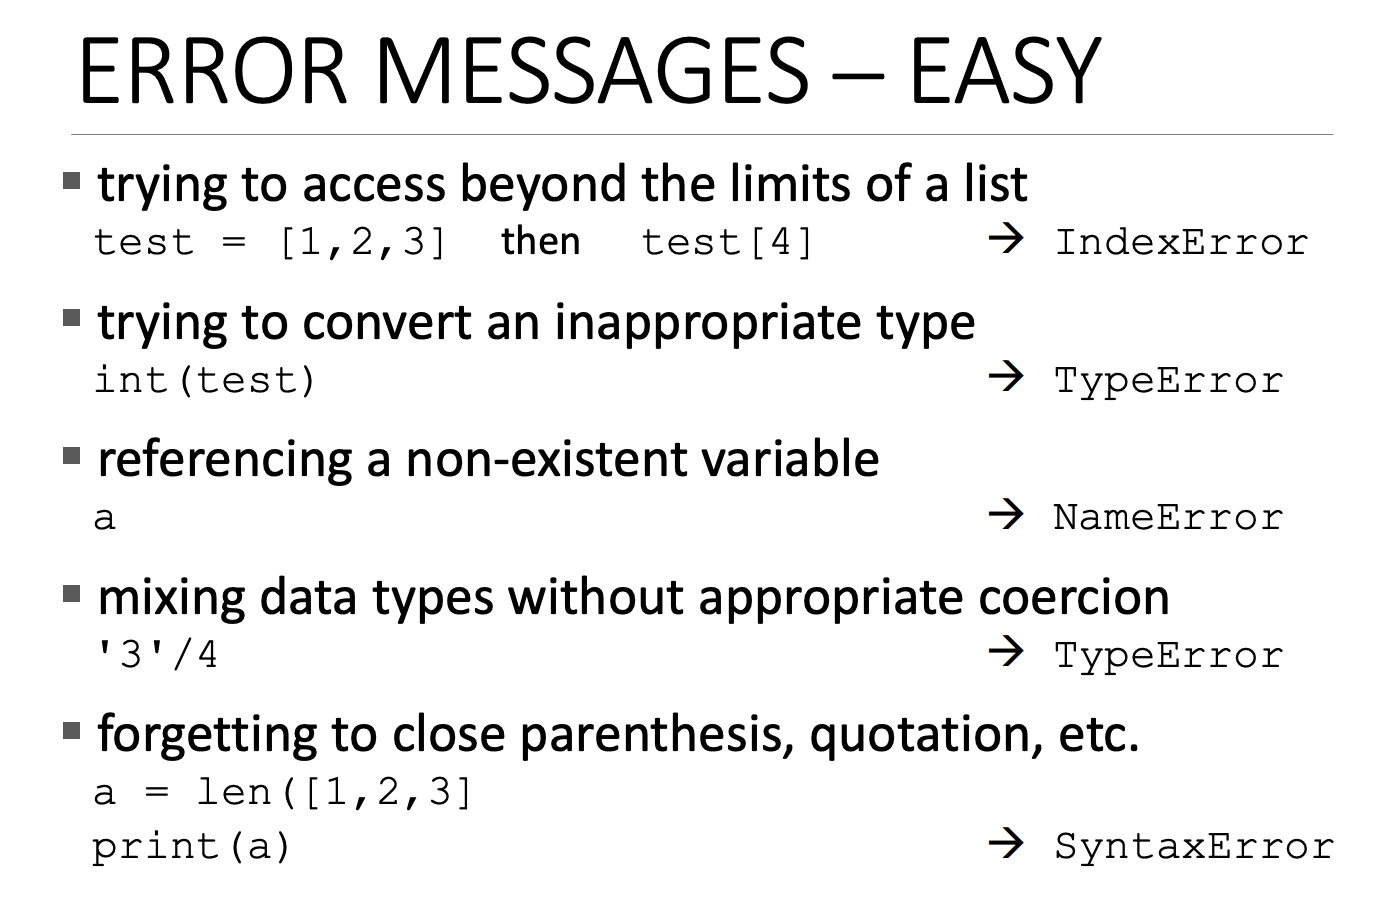 ERROR MESSAGES – EASY
▪ trying to access beyond the limits of a list
test = [1,2,3] then test[4] → IndexError
▪ trying to convert an inappropriate type
int(test) → TypeError
▪ referencing a non-existent variable
a → NameError
▪ mixing data types without appropriate coercion
'3'/4 → TypeError
▪ forgetting to close parenthesis, quotation, etc.
a = len([1,2,3]
print(a) → SyntaxError